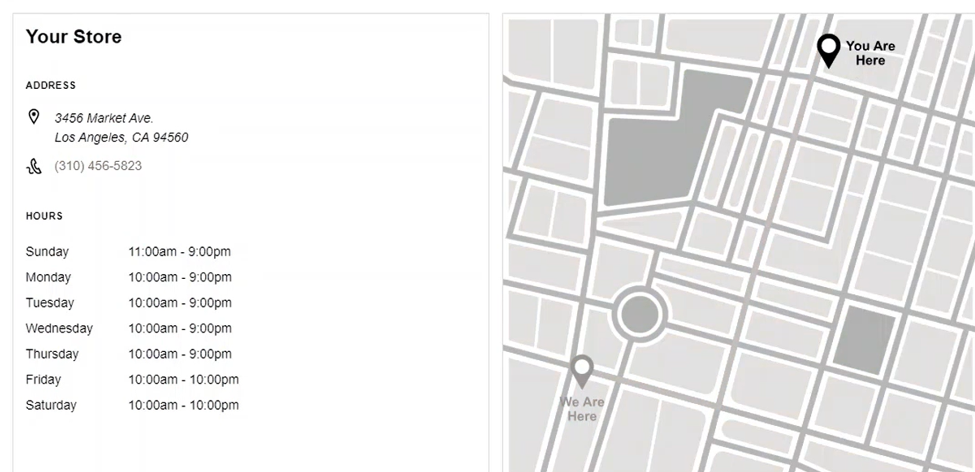 Your Store
ADDRESS
3456 Market Ave.
Los Angeles, CA 94560
(310) 456-5823
HOURS
Sunday 11:00am - 9:00pm
Monday 10:00am - 9:00pm
Tuesday 10:00am - 9:00pm
Wednesday 10:00am - 9:00pm
Thursday 10:00am - 9:00pm
Friday 10:00am - 10:00pm
Saturday 10:00am - 10:00pm
You Are
Here
We Are
Here